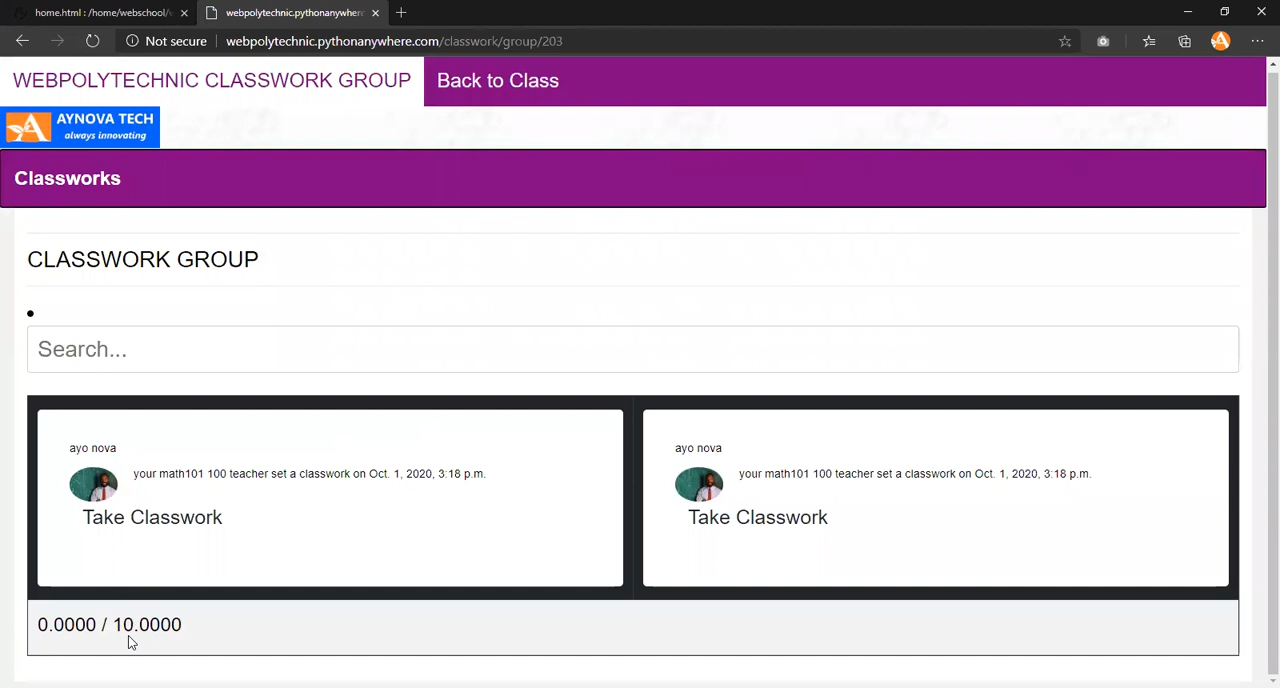 home.html : /home/webschool/
webpolytechnic.pythonanywhere
Not secure
webpolytechnic.pythonanywhere.com/classwork/group/203
WEBPOLYTECHNIC CLASSWORK GROUP
Back to Class
AYNOVA TECH
always innovating
Classworks
CLASSWORK GROUP
Search...
ayo nova
your math101 100 teacher set a classwork on Oct. 1, 2020, 3:18 p.m.
Take Classwork
ayo nova
your math101 100 teacher set a classwork on Oct. 1, 2020, 3:18 p.m.
Take Classwork
0.0000 / 10.0000